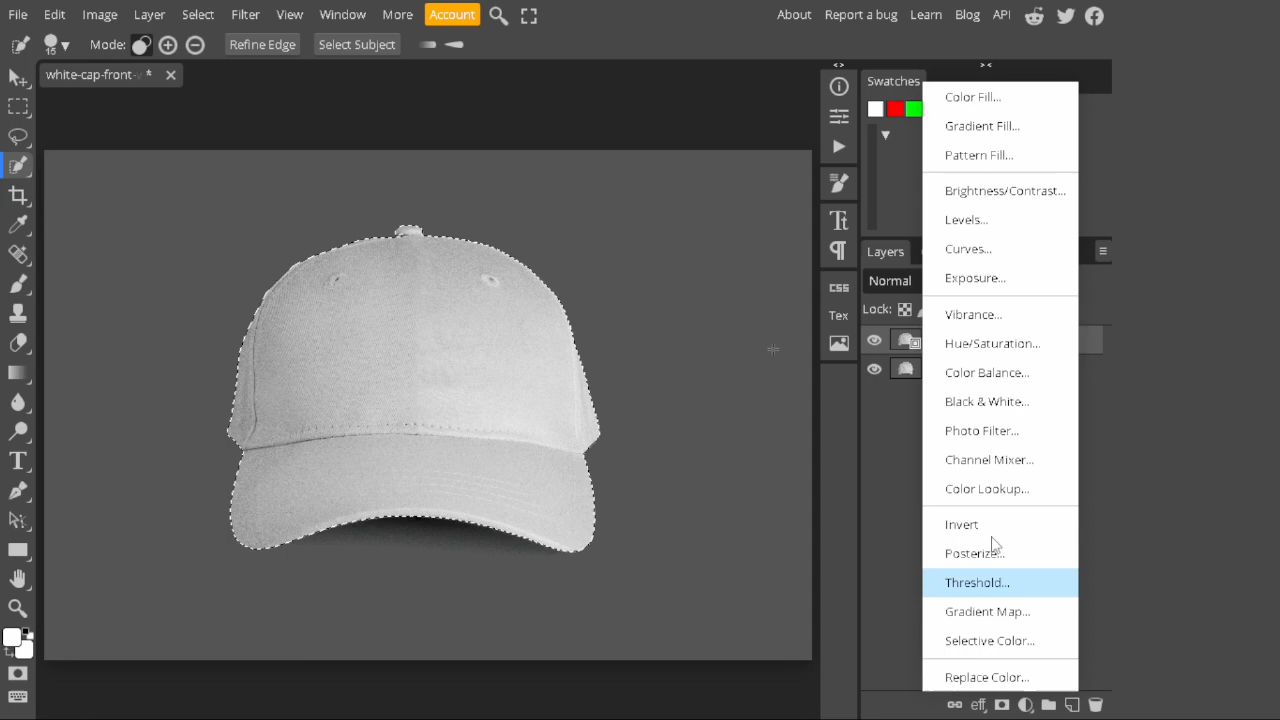 File Edit Image Layer Select Filter View Window More Account About Report a bug Learn Blog API
15 Mode: Refine Edge Select Subject
white-cap-front- *
Swatches
Color Fill...
Gradient Fill...
Pattern Fill...
Brightness/Contrast...
Levels...
Curves...
Exposure...
Vibrance...
Hue/Saturation...
Color Balance...
Black & White...
Photo Filter...
Channel Mixer...
Color Lookup...
Invert
Posterize...
Threshold...
Gradient Map...
Selective Color...
Replace Color...
Layers
Normal
Lock:
Tt
CSS
Tex
T
eff